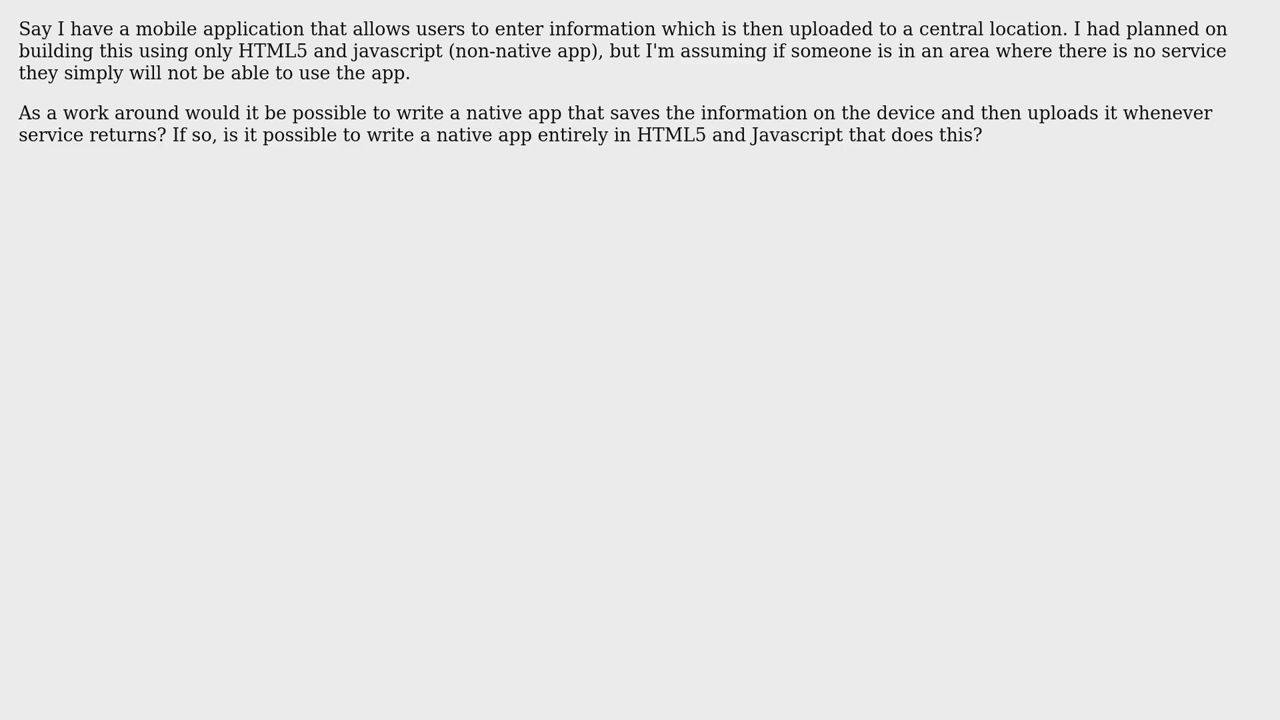 Say I have a mobile application that allows users to enter information which is then uploaded to a central location. I had planned on
building this using only HTML5 and javascript (non-native app), but I'm assuming if someone is in an area where there is no service
they simply will not be able to use the app.
As a work around would it be possible to write a native app that saves the information on the device and then uploads it whenever
service returns? If so, is it possible to write a native app entirely in HTML5 and Javascript that does this?